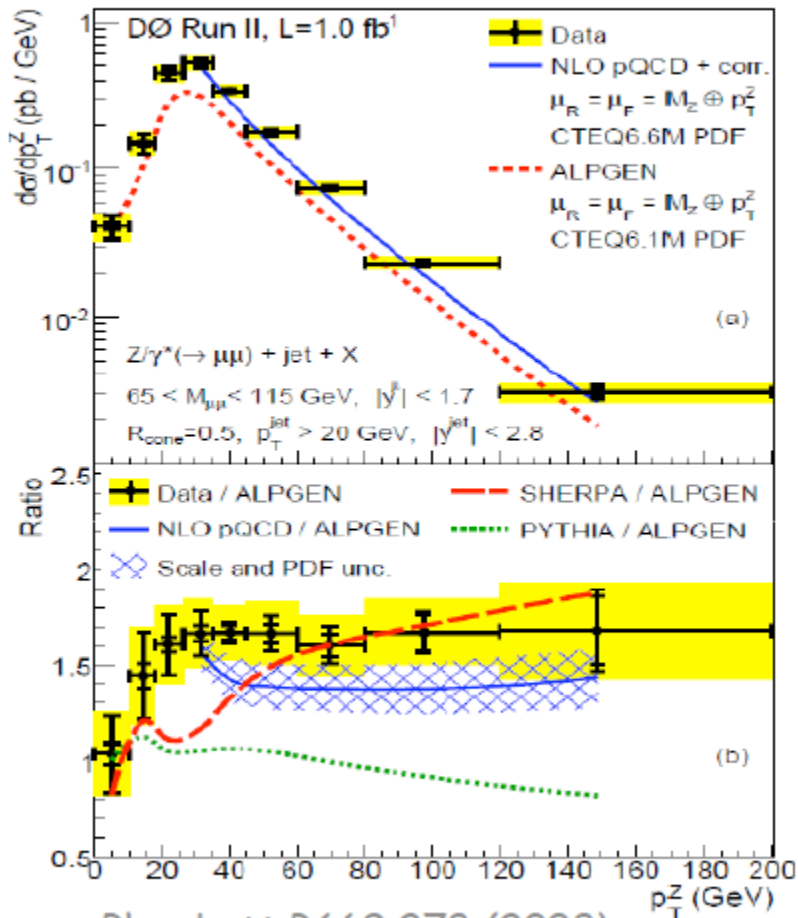 DØ Run II, L=1.0 fb¹
Data
NLO pQCD + corr.
μR = μF = Mz ⊕ pTZ
CTEQ6.6M PDF
ALPGEN
μR = μF = Mz ⊕ pTZ
CTEQ6.1M PDF
dσ/dpTZ (pb / GeV)
1
10-1
10-2
(a)
Z/γ*(→ μμ) + jet + X
65 < Mμμ < 115 GeV, |y| < 1.7
Rcone=0.5, pTjet > 20 GeV, |yjet| < 2.8
Ratio
2.5
2
1.5
1
0.5
Data / ALPGEN
SHERPA / ALPGEN
NLO pQCD / ALPGEN
PYTHIA / ALPGEN
Scale and PDF unc.
(b)
0 20 40 60 80 100 120 140 160 180 200
pTZ (GeV)